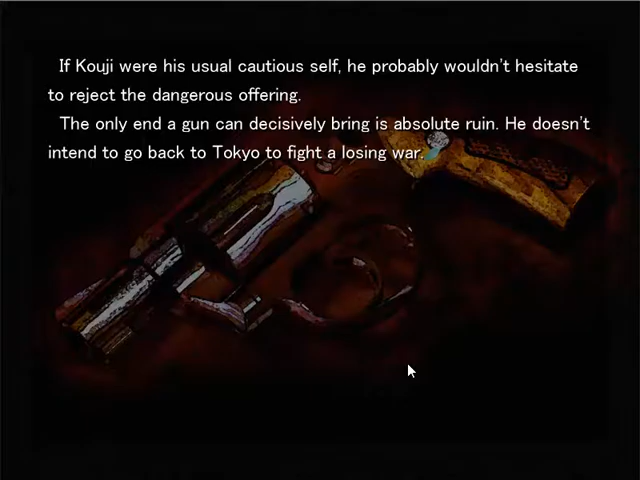 If Kouji were his usual cautious self, he probably wouldn't hesitate
to reject the dangerous offering.
The only end a gun can decisively bring is absolute ruin. He doesn't
intend to go back to Tokyo to fight a losing war.